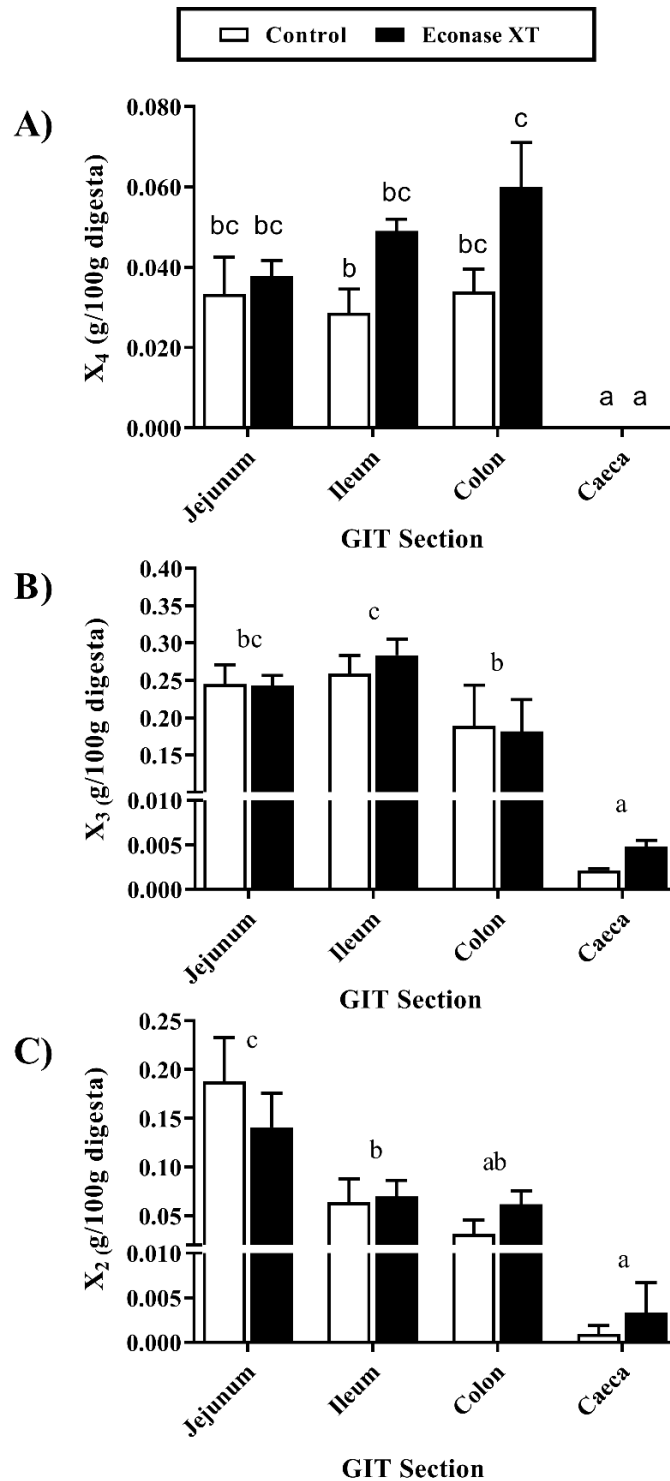 Control Econase XT
A)
X4 (g/100g digesta)
0.080
0.060
0.040
0.020
0.000
bc bc b bc bc c a a
Jejunum Ileum Colon Caeca
GIT Section
B)
X3 (g/100g digesta)
0.40
0.35
0.30
0.25
0.20
0.15
0.010
0.005
0.000
bc c b a
Jejunum Ileum Colon Caeca
GIT Section
C)
X2 (g/100g digesta)
0.25
0.20
0.15
0.10
0.05
0.010
0.005
0.000
c b ab a
Jejunum Ileum Colon Caeca
GIT Section